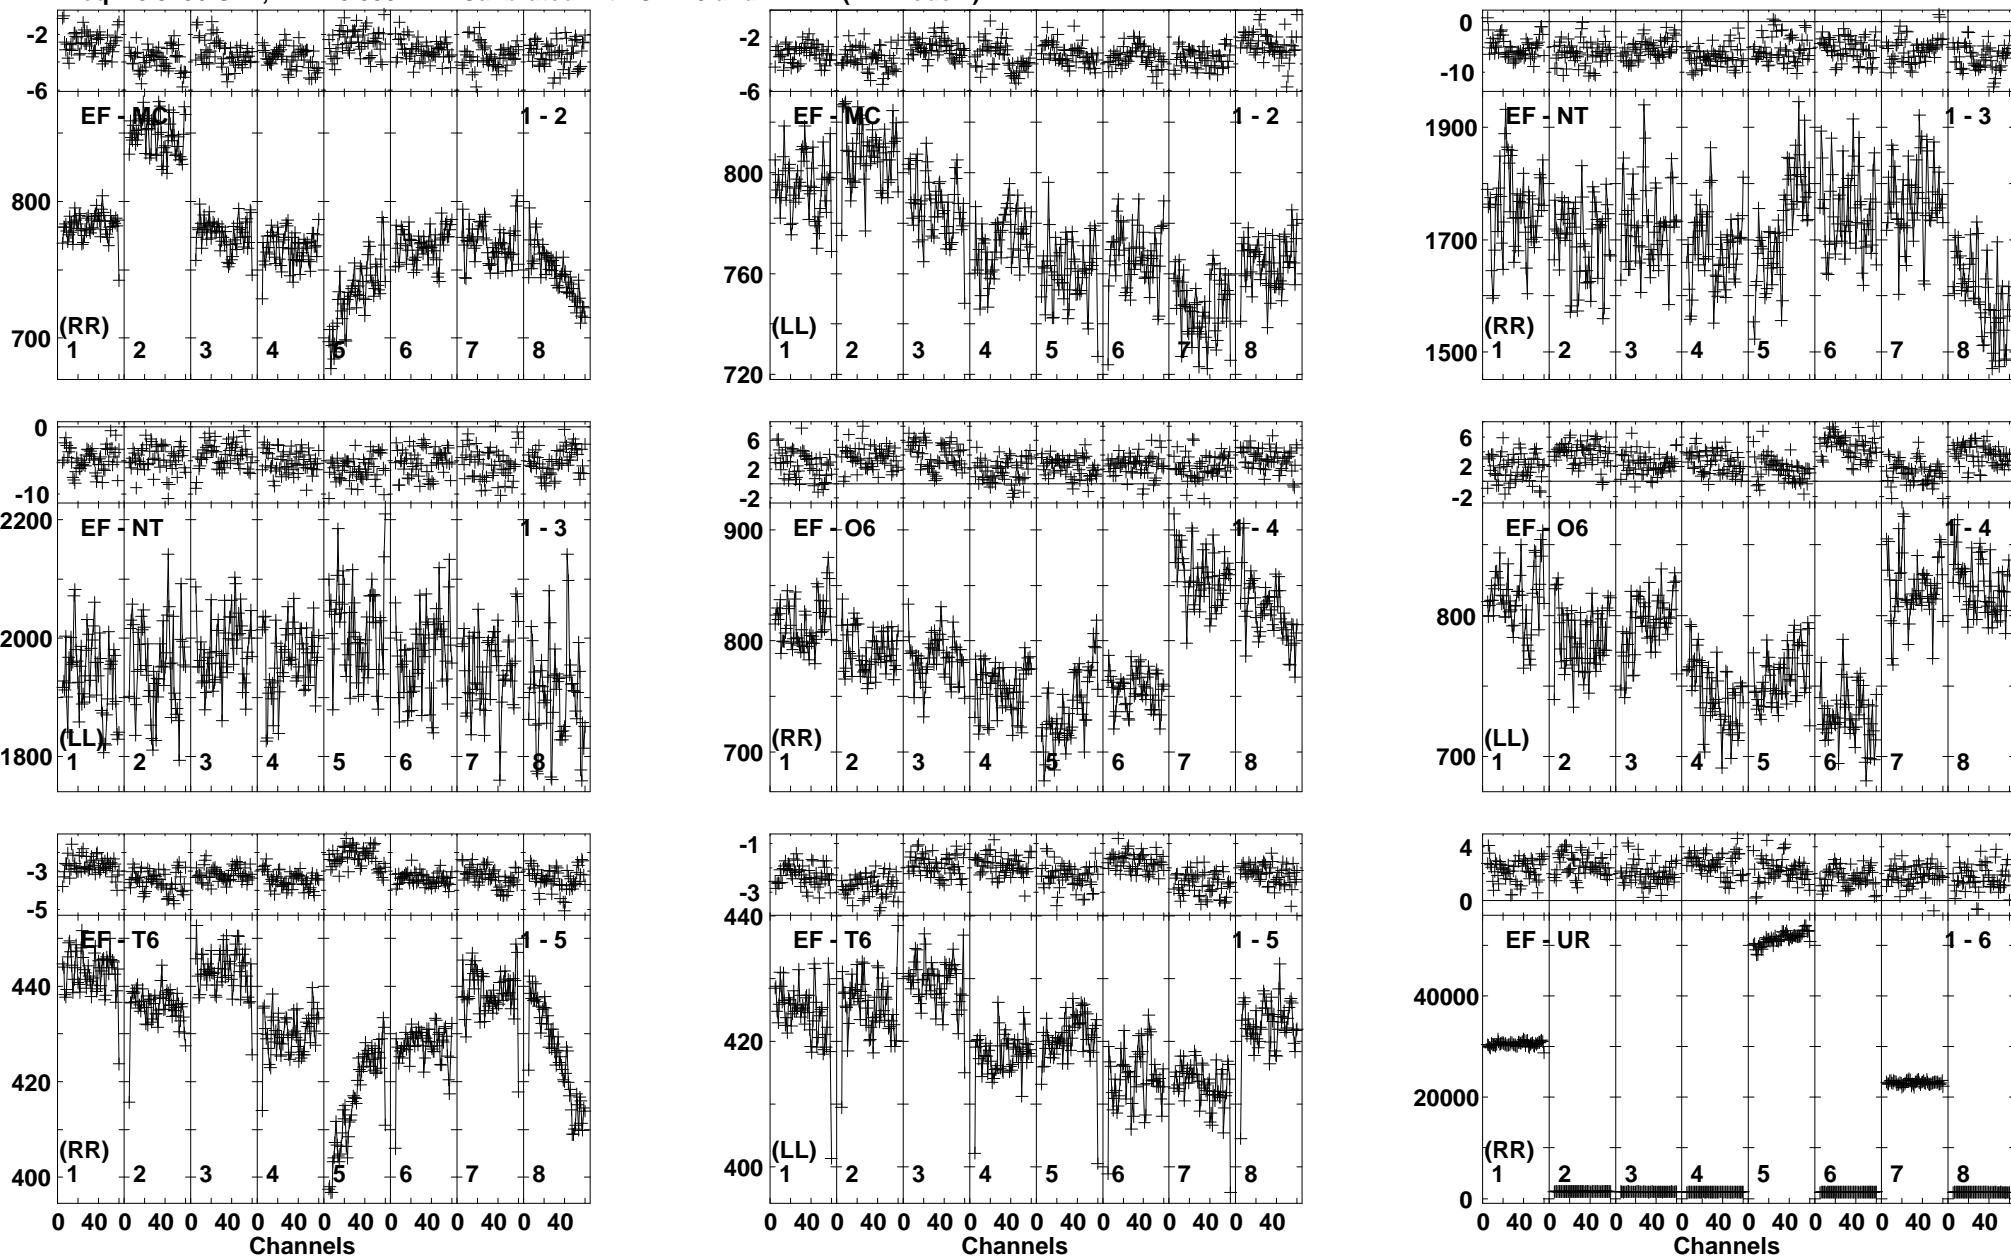 -2
-6
EF - MC 1 - 2
800
700
(RR)
1 2 3 4 5 6 7 8
-2
-6
EF - MC 1 - 2
800
760
720
(LL)
1 2 3 4 5 6 7 8
0
-10
EF - NT 1 - 3
1900
1700
1500
(RR)
1 2 3 4 5 6 7 8
0
-10
2200
EF - NT 1 - 3
2000
1800
(LL)
1 2 3 4 5 6 7 8
6
2
-2
900
EF - O6 1 - 4
800
700
(RR)
1 2 3 4 5 6 7 8
6
2
-2
EF - O6 1 - 4
800
700
(LL)
1 2 3 4 5 6 7 8
-3
-5
EF - T6 1 - 5
440
420
400
(RR)
1 2 3 4 5 6 7 8
0 40 0 40 0 40 0 40 0 40 0 40 0 40 0 40
Channels
-1
-3
440
EF - T6 1 - 5
420
400
(LL)
1 2 3 4 5 6 7 8
0 40 0 40 0 40 0 40 0 40 0 40 0 40 0 40
Channels
4
0
EF - UR 1 - 6
40000
20000
0
(RR)
1 2 3 4 5 6 7 8
0 40 0 40 0 40 0 40 0 40 0 40 0 40 0 40
Channels